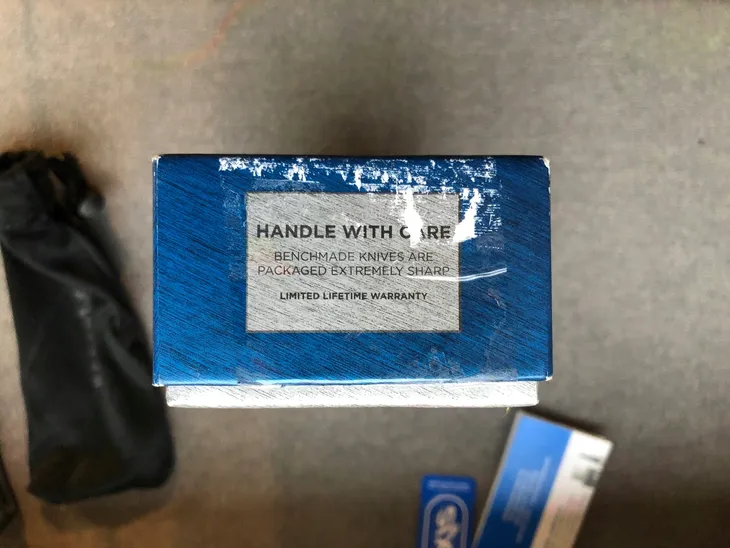 HANDLE WITH CARE
BENCHMADE KNIVES ARE
PACKAGED EXTREMELY SHARP
LIMITED LIFETIME WARRANTY